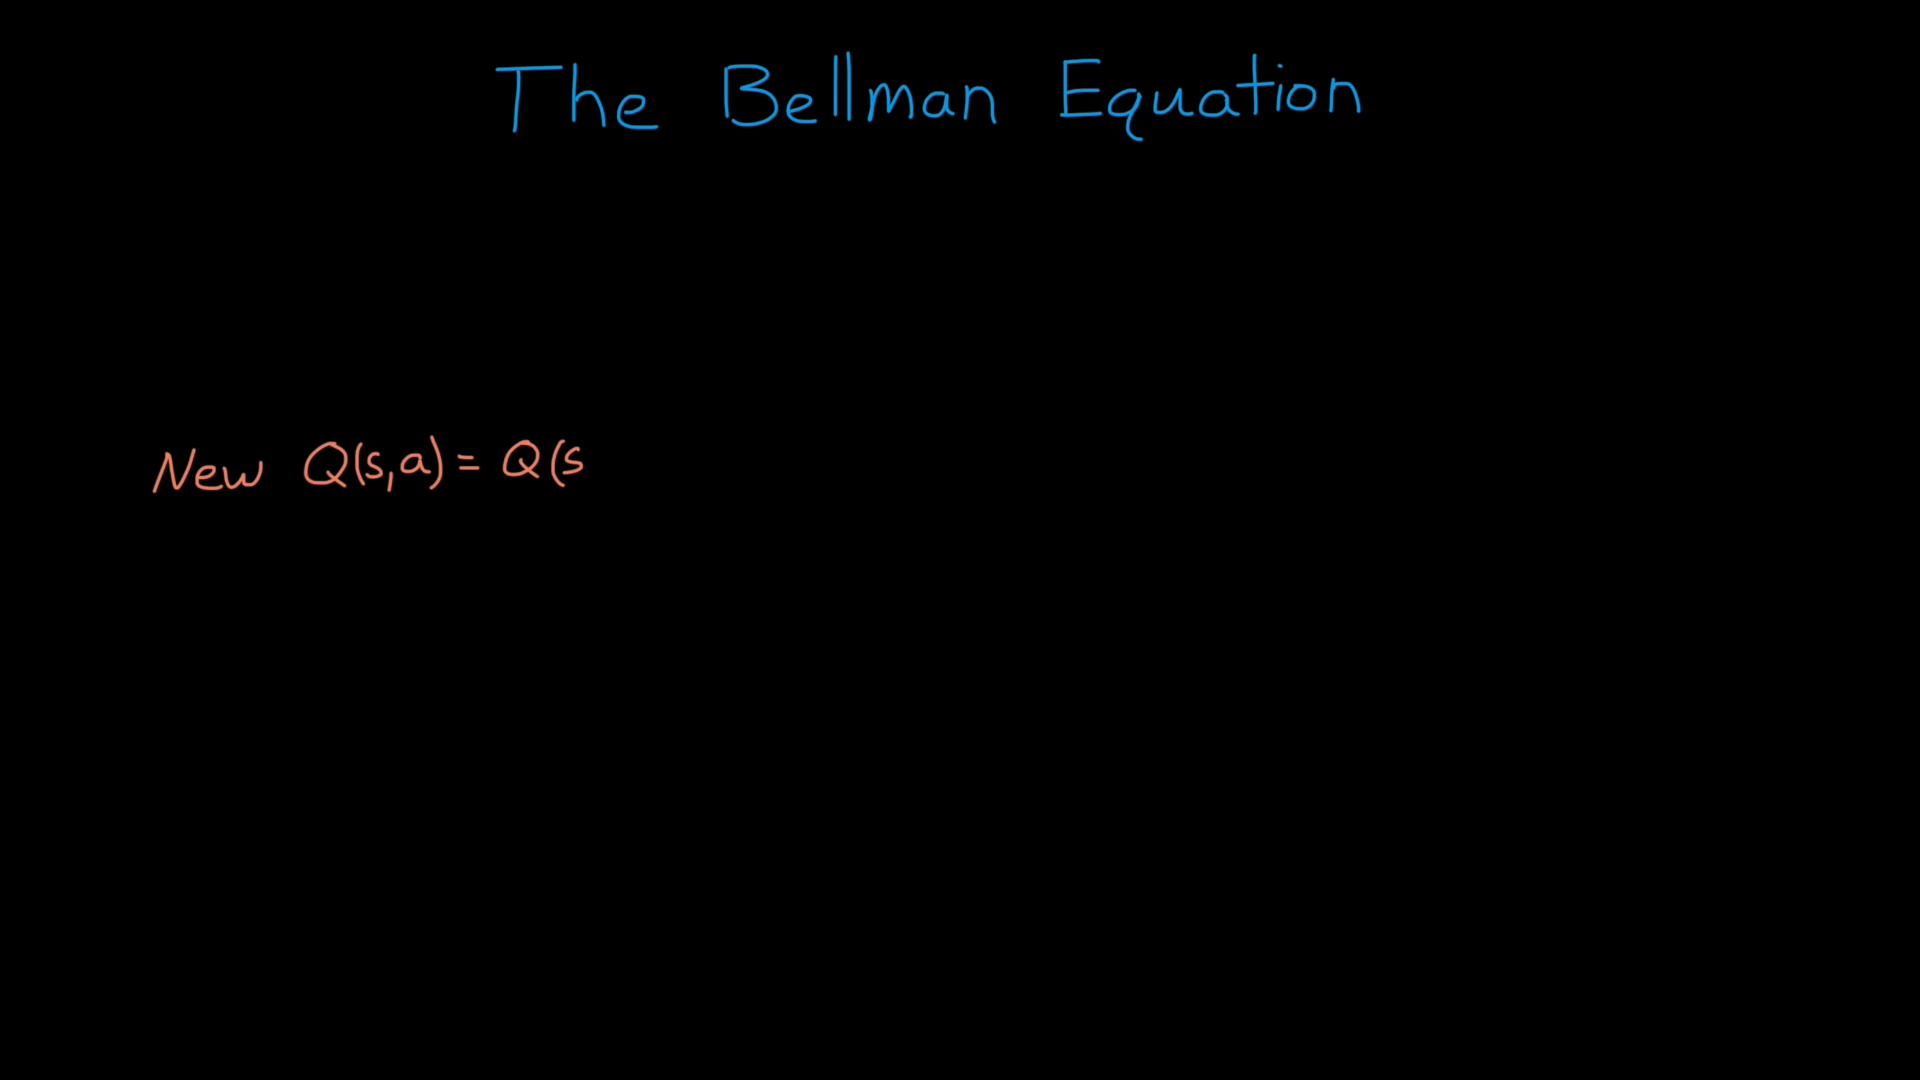 The Bellman Equation
New Q(s,a) = Q(s